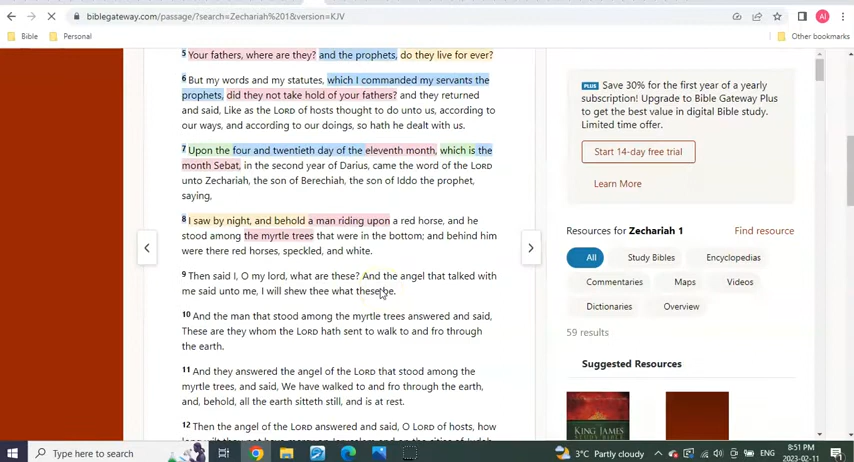 biblegateway.com/passage/?search=Zechariah%201&version=KJV
AI
Bible
Personal
Other bookmarks
5 Your fathers, where are they? and the prophets, do they live for ever?
6 But my words and my statutes, which I commanded my servants the
prophets, did they not take hold of your fathers? and they returned
and said, Like as the LORD of hosts thought to do unto us, according to
our ways, and according to our doings, so hath he dealt with us.
7 Upon the four and twentieth day of the eleventh month, which is the
month Sebat, in the second year of Darius, came the word of the LORD
unto Zechariah, the son of Berechiah, the son of Iddo the prophet,
saying,
8 I saw by night, and behold a man riding upon a red horse, and he
stood among the myrtle trees that were in the bottom; and behind him
were there red horses, speckled, and white.
9 Then said I, O my lord, what are these? And the angel that talked with
me said unto me, I will shew thee what these be.
10 And the man that stood among the myrtle trees answered and said,
These are they whom the LORD hath sent to walk to and fro through
the earth.
11 And they answered the angel of the LORD that stood among the
myrtle trees, and said, We have walked to and fro through the earth,
and, behold, all the earth sitteth still, and is at rest.
12 Then the angel of the LORD answered and said, O LORD of hosts, how
PLUS Save 30% for the first year of a yearly
subscription! Upgrade to Bible Gateway Plus
to get the best value in digital Bible study.
Limited time offer.
Start 14-day free trial
Learn More
Resources for Zechariah 1 Find resource
All Study Bibles Encyclopedias
Commentaries Maps Videos
Dictionaries Overview
59 results
Suggested Resources
KING JAMES
Type here to search
3°C Partly cloudy
ENG
8:51 PM
2023-02-11